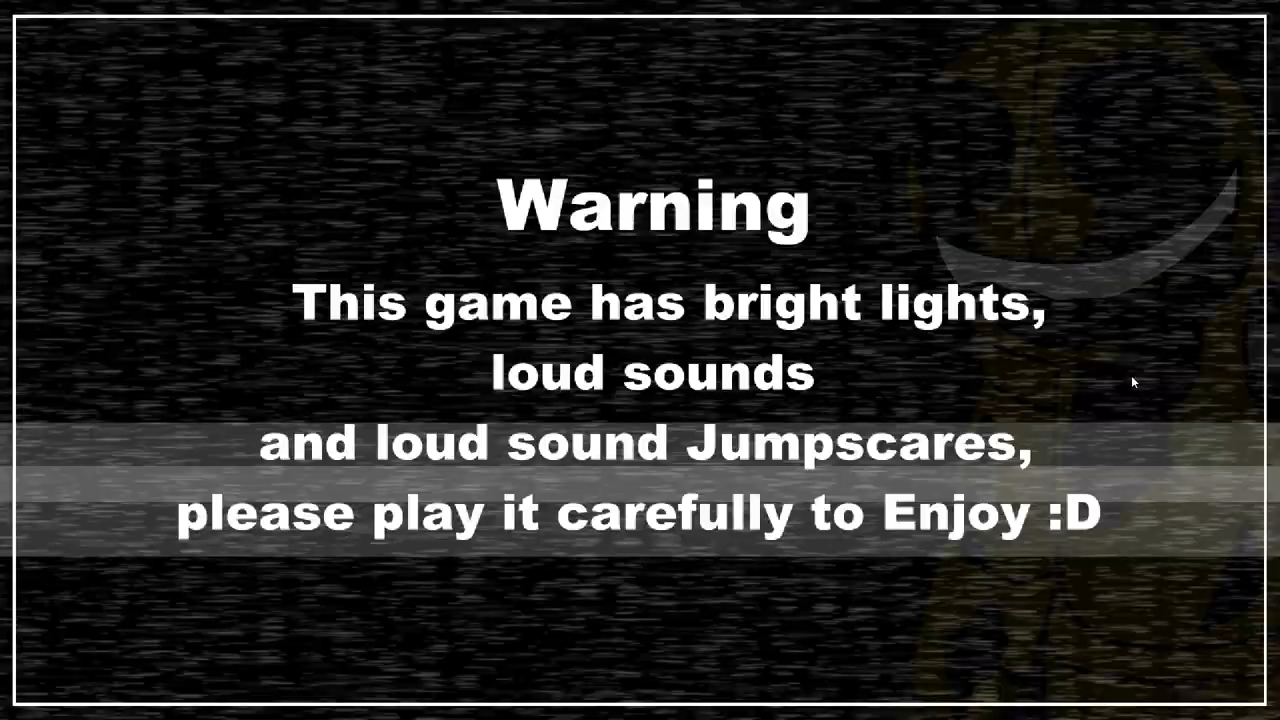 Warning
This game has bright lights,
loud sounds
and loud sound Jumpscares,
please play it carefully to Enjoy :D